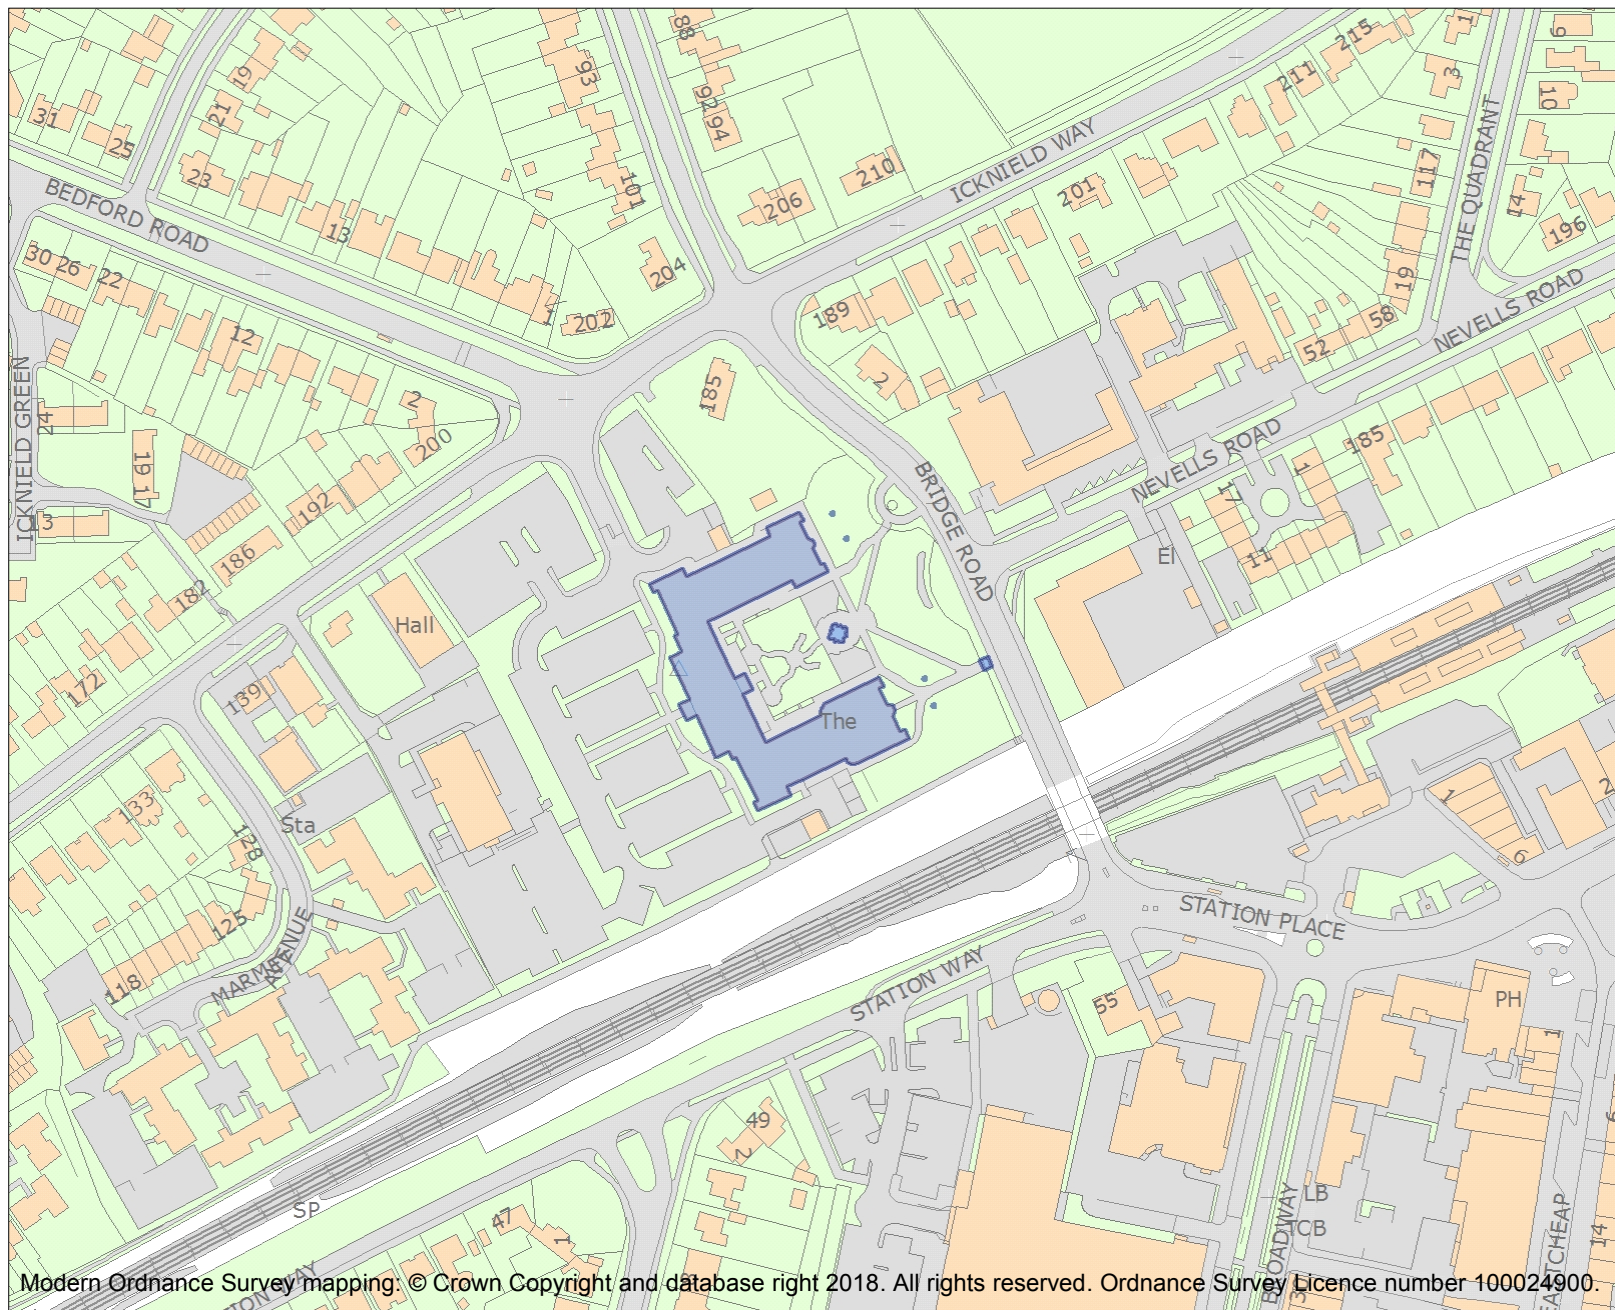 88
93
19
21
31
25
23
92
94
101
215
211
1
3
6
10
ICKNIELD WAY
THE QUADRANT
117
210
206
201
14
196
BEDFORD ROAD
13
30
26
22
204
19
NEVELLS ROAD
1
202
189
58
52
12
2
185
2
ICKNIELD GREEN
24
200
19
17
192
13
186
182
BRIDGE ROAD
NEVELLS ROAD
185
1
17
11
El
Hall
172
139
The
133
128
Sta
125
118
MARMET
AVENUE
1
6
2
STATION PLACE
STATION WAY
55
PH
1
49
2
SP
47
1
LB
TCB
BROADWAY
EASTCHEAP
14
Modern Ordnance Survey mapping: © Crown Copyright and database right 2018. All rights reserved. Ordnance Survey Licence number 100024900.